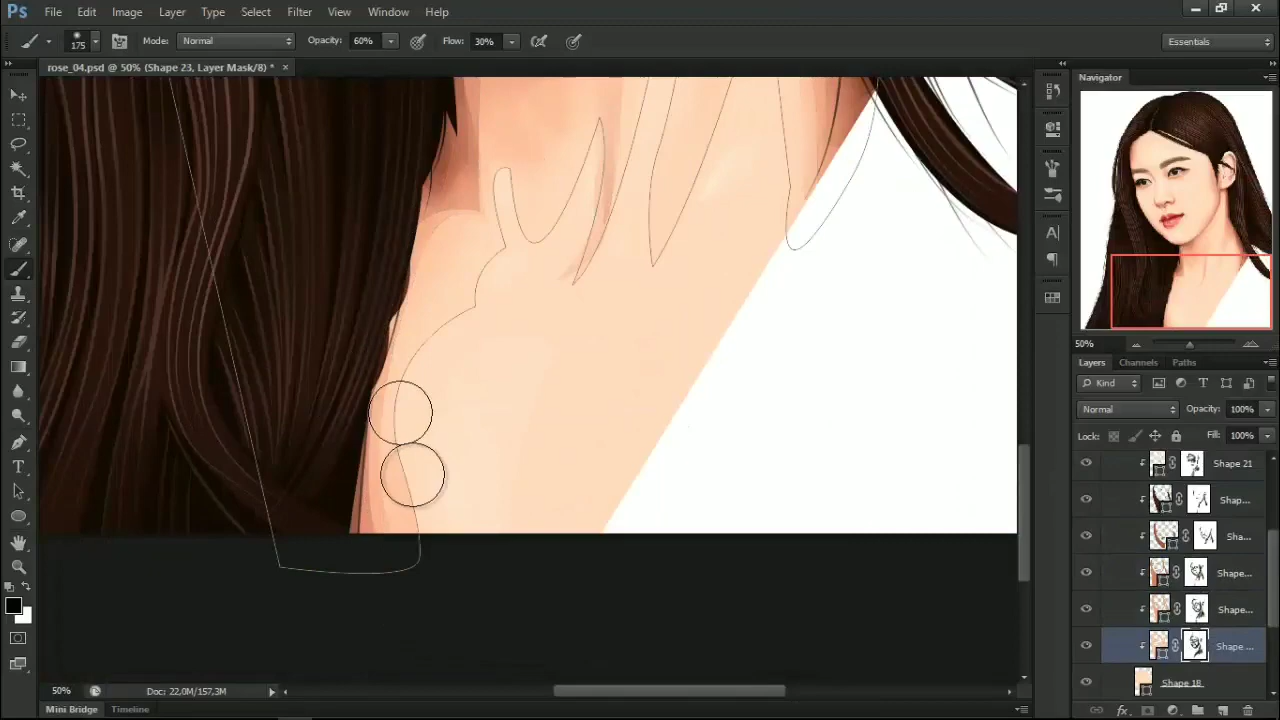 Ps File Edit Image Layer Type Select Filter View Window Help
175 Mode: Normal Opacity: 60% Flow: 30% Essentials
rose_04.psd @ 50% (Shape 23, Layer Mask/8) * ×
Navigator
50%
Layers Channels Paths
Kind
Normal Opacity: 100%
Lock: Fill: 100%
Shape 21
Shap...
Sha...
Shape...
Shape...
Shape ...
Shape 18
50% Doc: 22,0M/157,3M
Mini Bridge Timeline